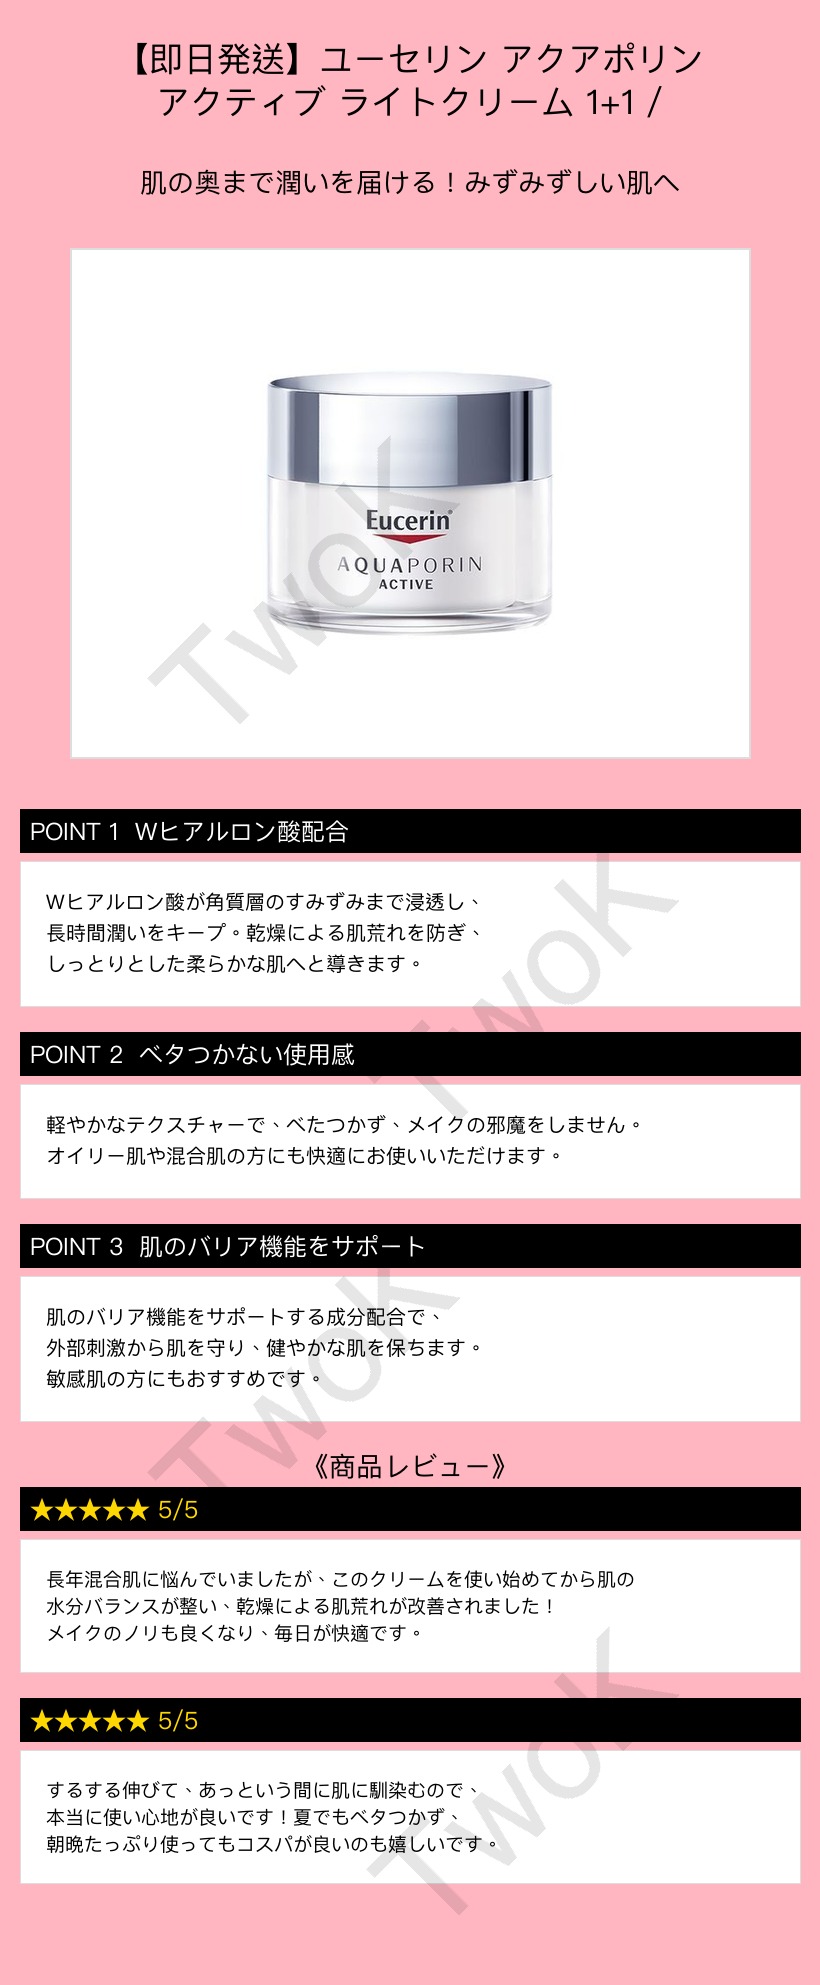 【即日発送】ユーセリン アクアポリン
アクティブ ライトクリーム 1+1 /
肌の奥まで潤いを届ける！みずみずしい肌へ
Eucerin®
AQUAPORIN
ACTIVE
TwoK
POINT 1 Wヒアルロン酸配合
Wヒアルロン酸が角質層のすみずみまで浸透し、
長時間潤いをキープ。乾燥による肌荒れを防ぎ、
しっとりとした柔らかな肌へと導きます。
TwoK
POINT 2 ベタつかない使用感
軽やかなテクスチャーで、べたつかず、メイクの邪魔をしません。
オイリー肌や混合肌の方にも快適にお使いいただけます。
POINT 3 肌のバリア機能をサポート
肌のバリア機能をサポートする成分配合で、
外部刺激から肌を守り、健やかな肌を保ちます。
敏感肌の方にもおすすめです。
TwoK
《商品レビュー》
★★★★★ 5/5
長年混合肌に悩んでいましたが、このクリームを使い始めてから肌の
水分バランスが整い、乾燥による肌荒れが改善されました！
メイクのノリも良くなり、毎日が快適です。
★★★★★ 5/5
するする伸びて、あっという間に肌に馴染むので、
本当に使い心地が良いです！夏でもベタつかず、
朝晩たっぷり使ってもコスパが良いのも嬉しいです。
TwoK